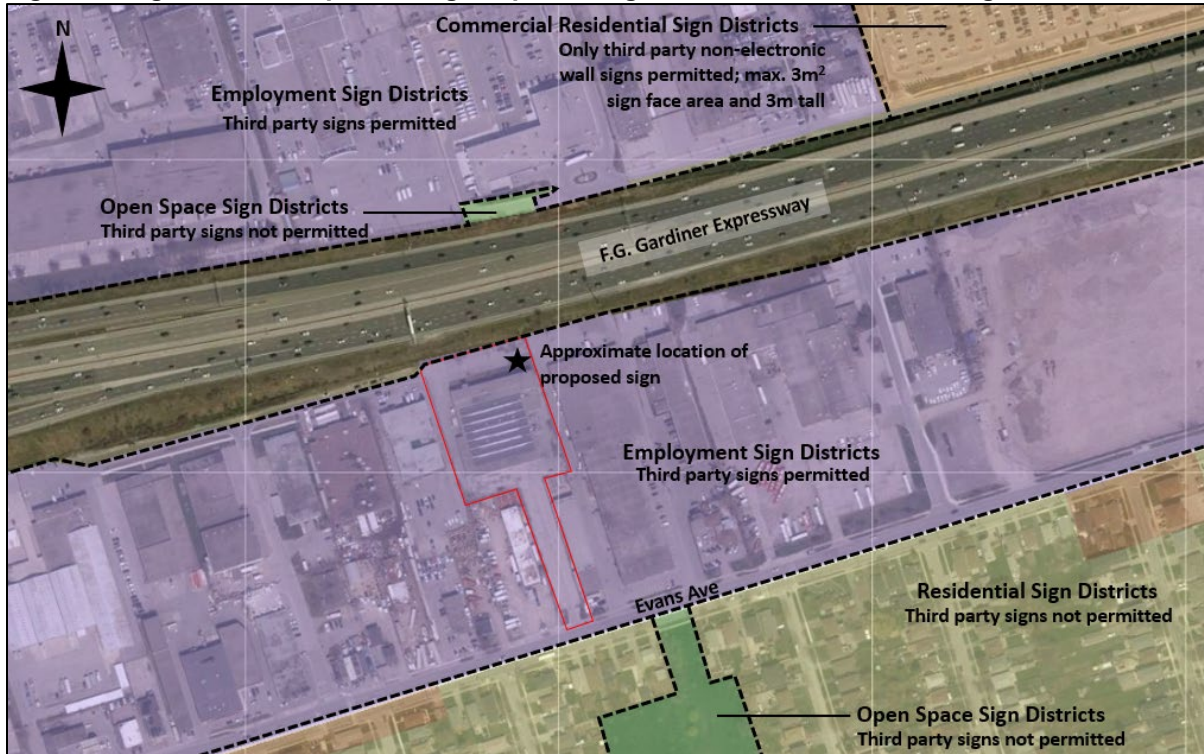 Commercial Residential Sign Districts
Only third party non-electronic
wall signs permitted; max. 3m²
sign face area and 3m tall
N
Employment Sign Districts
Third party signs permitted
Open Space Sign Districts
Third party signs not permitted
F.G. Gardiner Expressway
Approximate location of
proposed sign
Employment Sign Districts
Third party signs permitted
Evans Ave
Residential Sign Districts
Third party signs not permitted
Open Space Sign Districts
Third party signs not permitted